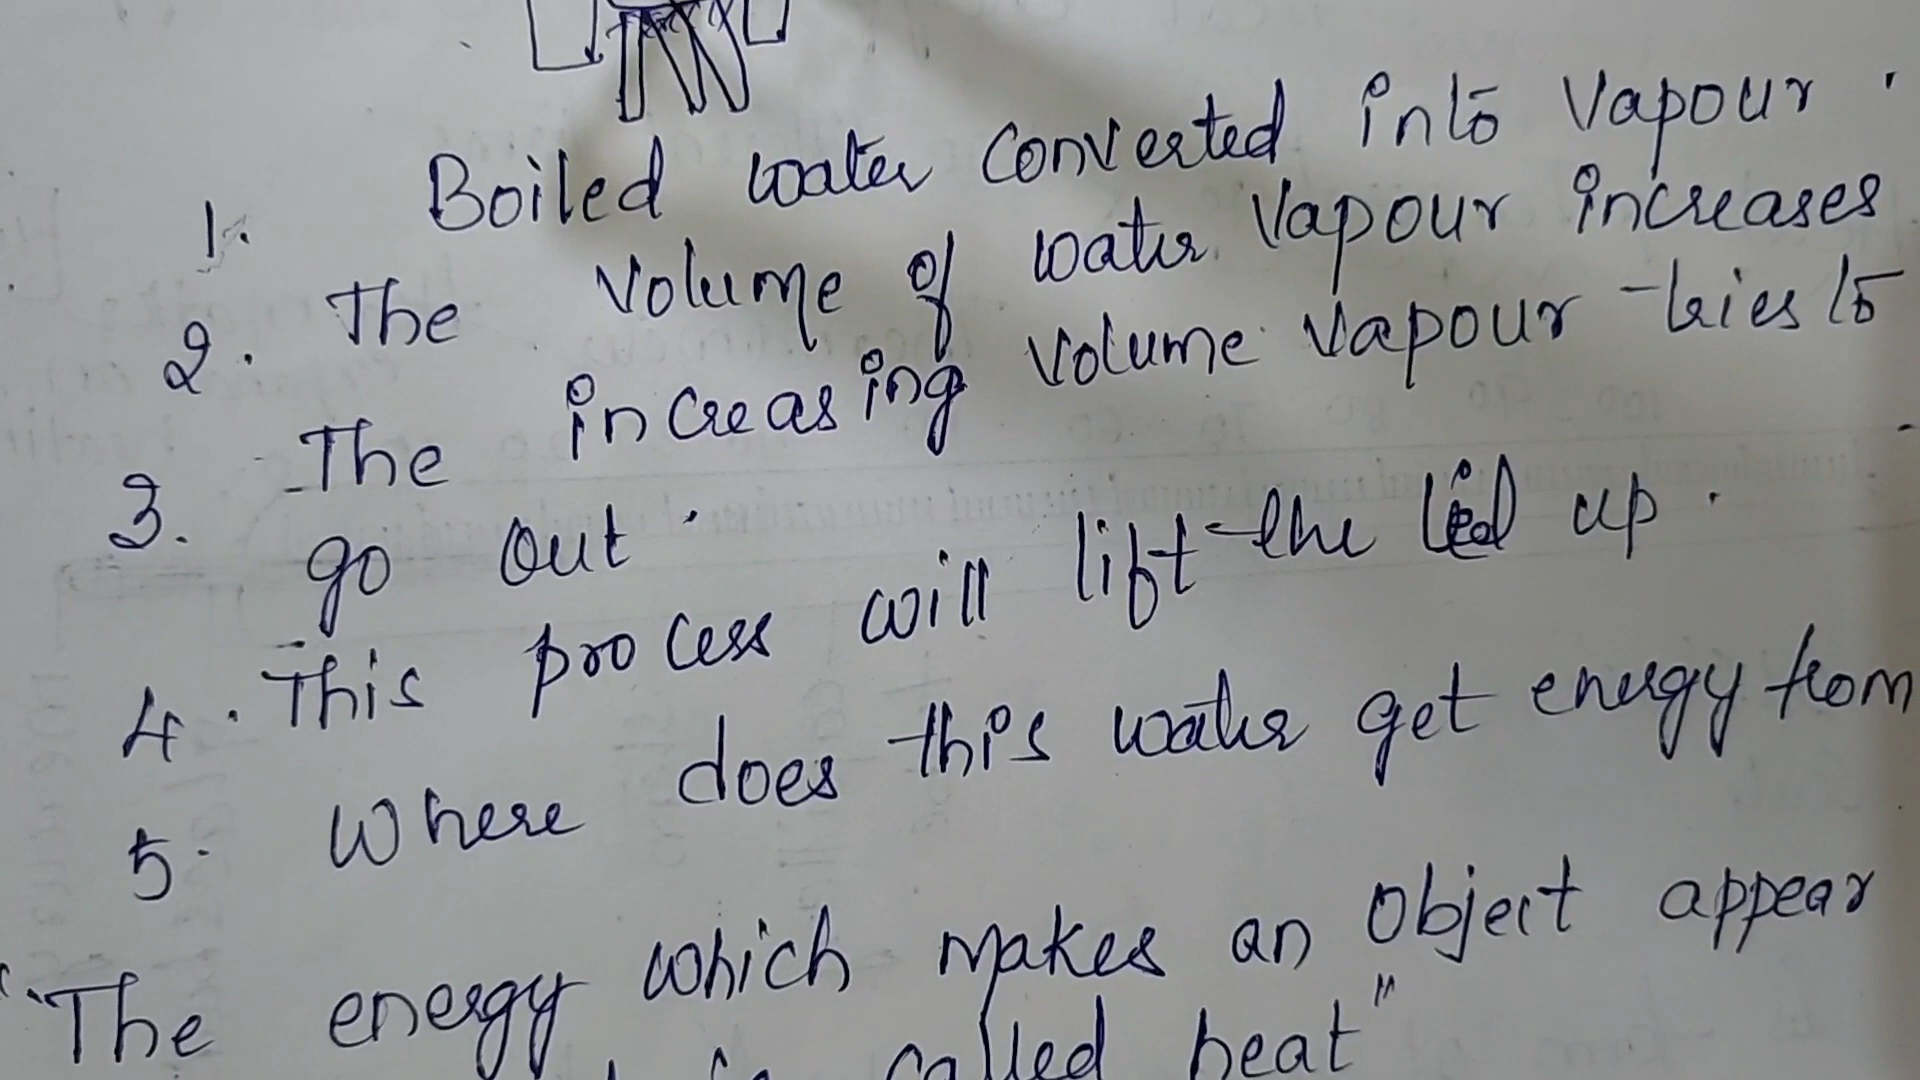 1. Boiled water converted into vapour.
2. The volume of water vapour increases
3. The increasing volume vapour tries to
go out.
4. This process will lift the lid up.
5. Where does this water get energy from
"The energy which makes an object appear
is called heat"